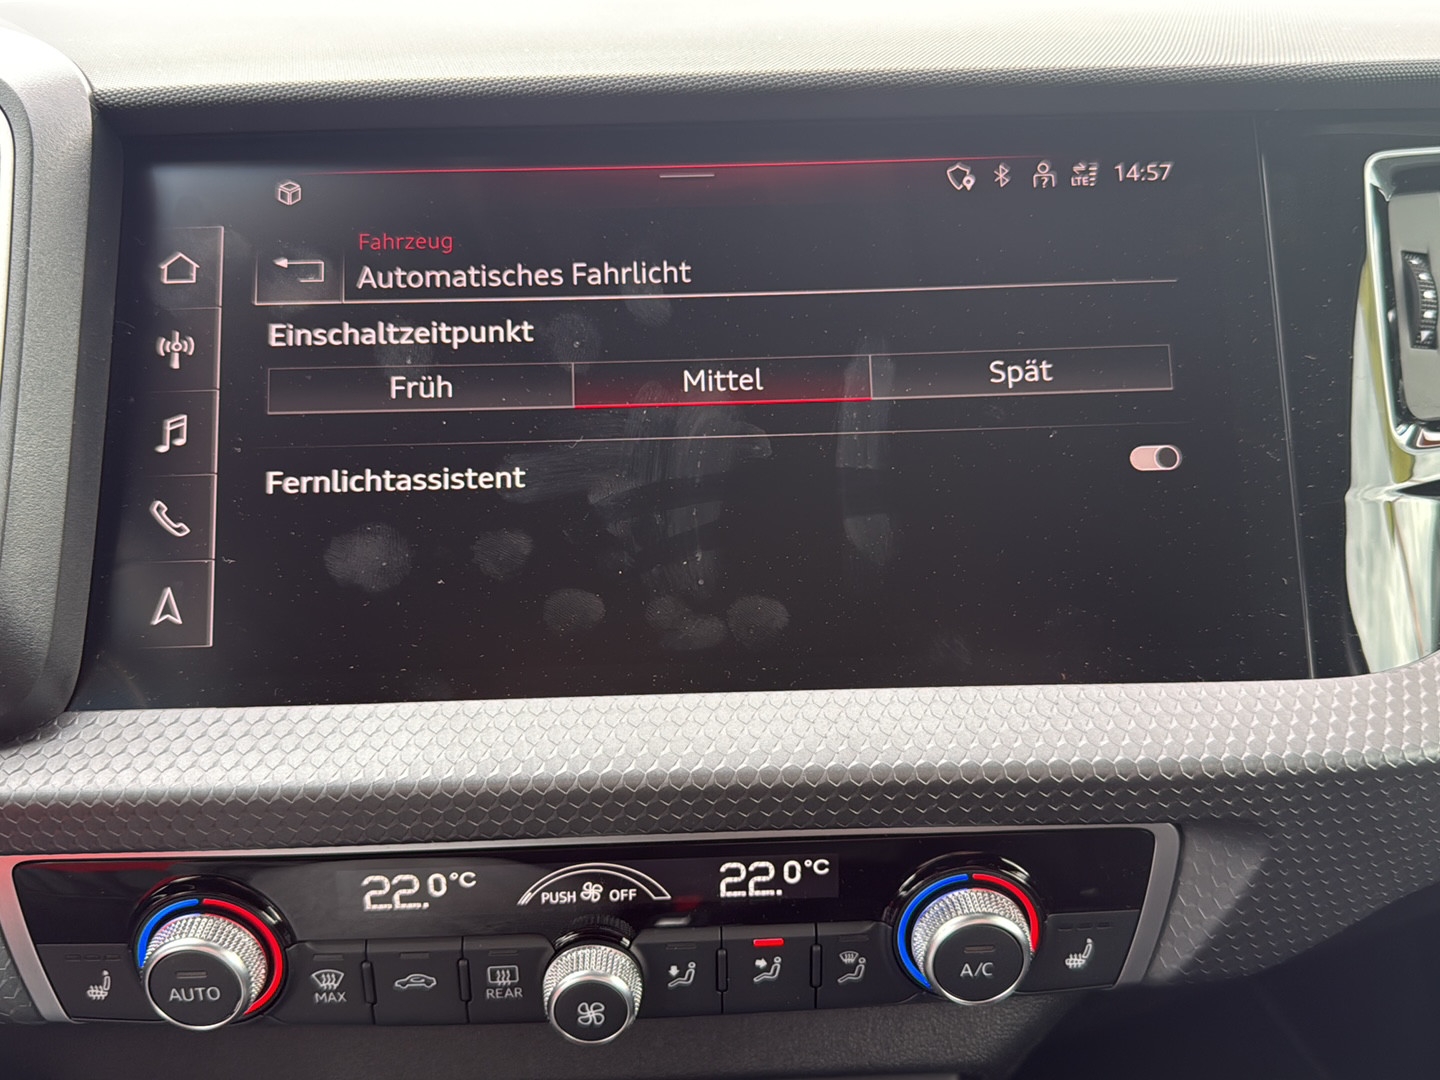 14:57
LTE
Fahrzeug
Automatisches Fahrlicht
Einschaltzeitpunkt
Früh Mittel Spät
Fernlichtassistent
22.0°C PUSH OFF 22.0°C
AUTO MAX REAR A/C